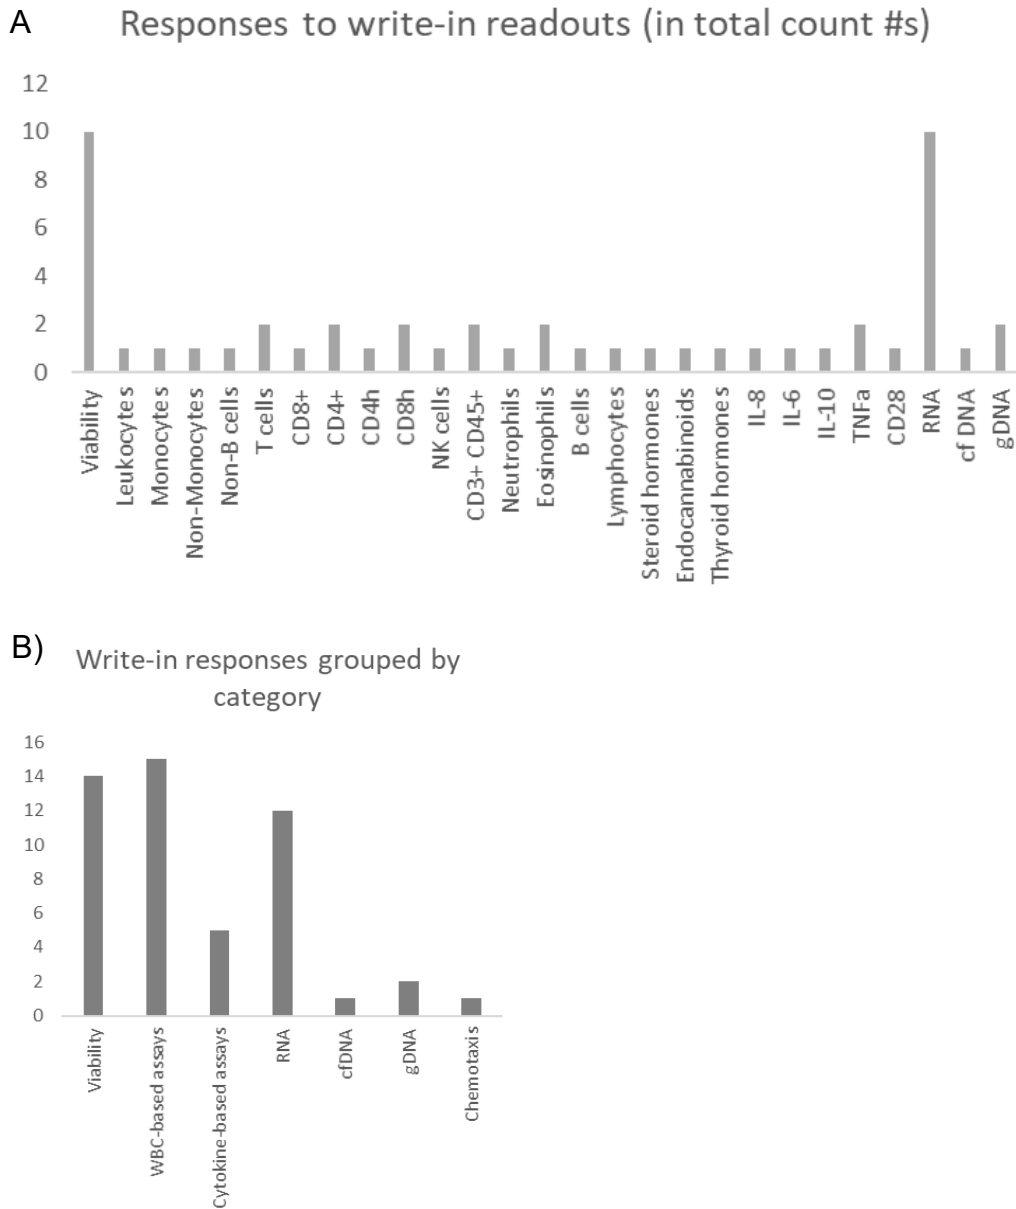 A
Responses to write-in readouts (in total count #s)
12
10
8
6
4
2
0
Viability
Leukocytes
Monocytes
Non-Monocytes
Non-B cells
T cells
CD8+
CD4+
CD4h
CD8h
NK cells
CD3+ CD45+
Neutrophils
Eosinophils
B cells
Lymphocytes
Steroid hormones
Endocannabinoids
Thyroid hormones
IL-8
IL-6
IL-10
TNFa
CD28
RNA
cf DNA
gDNA
B)
Write-in responses grouped by
category
16
14
12
10
8
6
4
2
0
Viability
WBC-based assays
Cytokine-based assays
RNA
cfDNA
gDNA
Chemotaxis